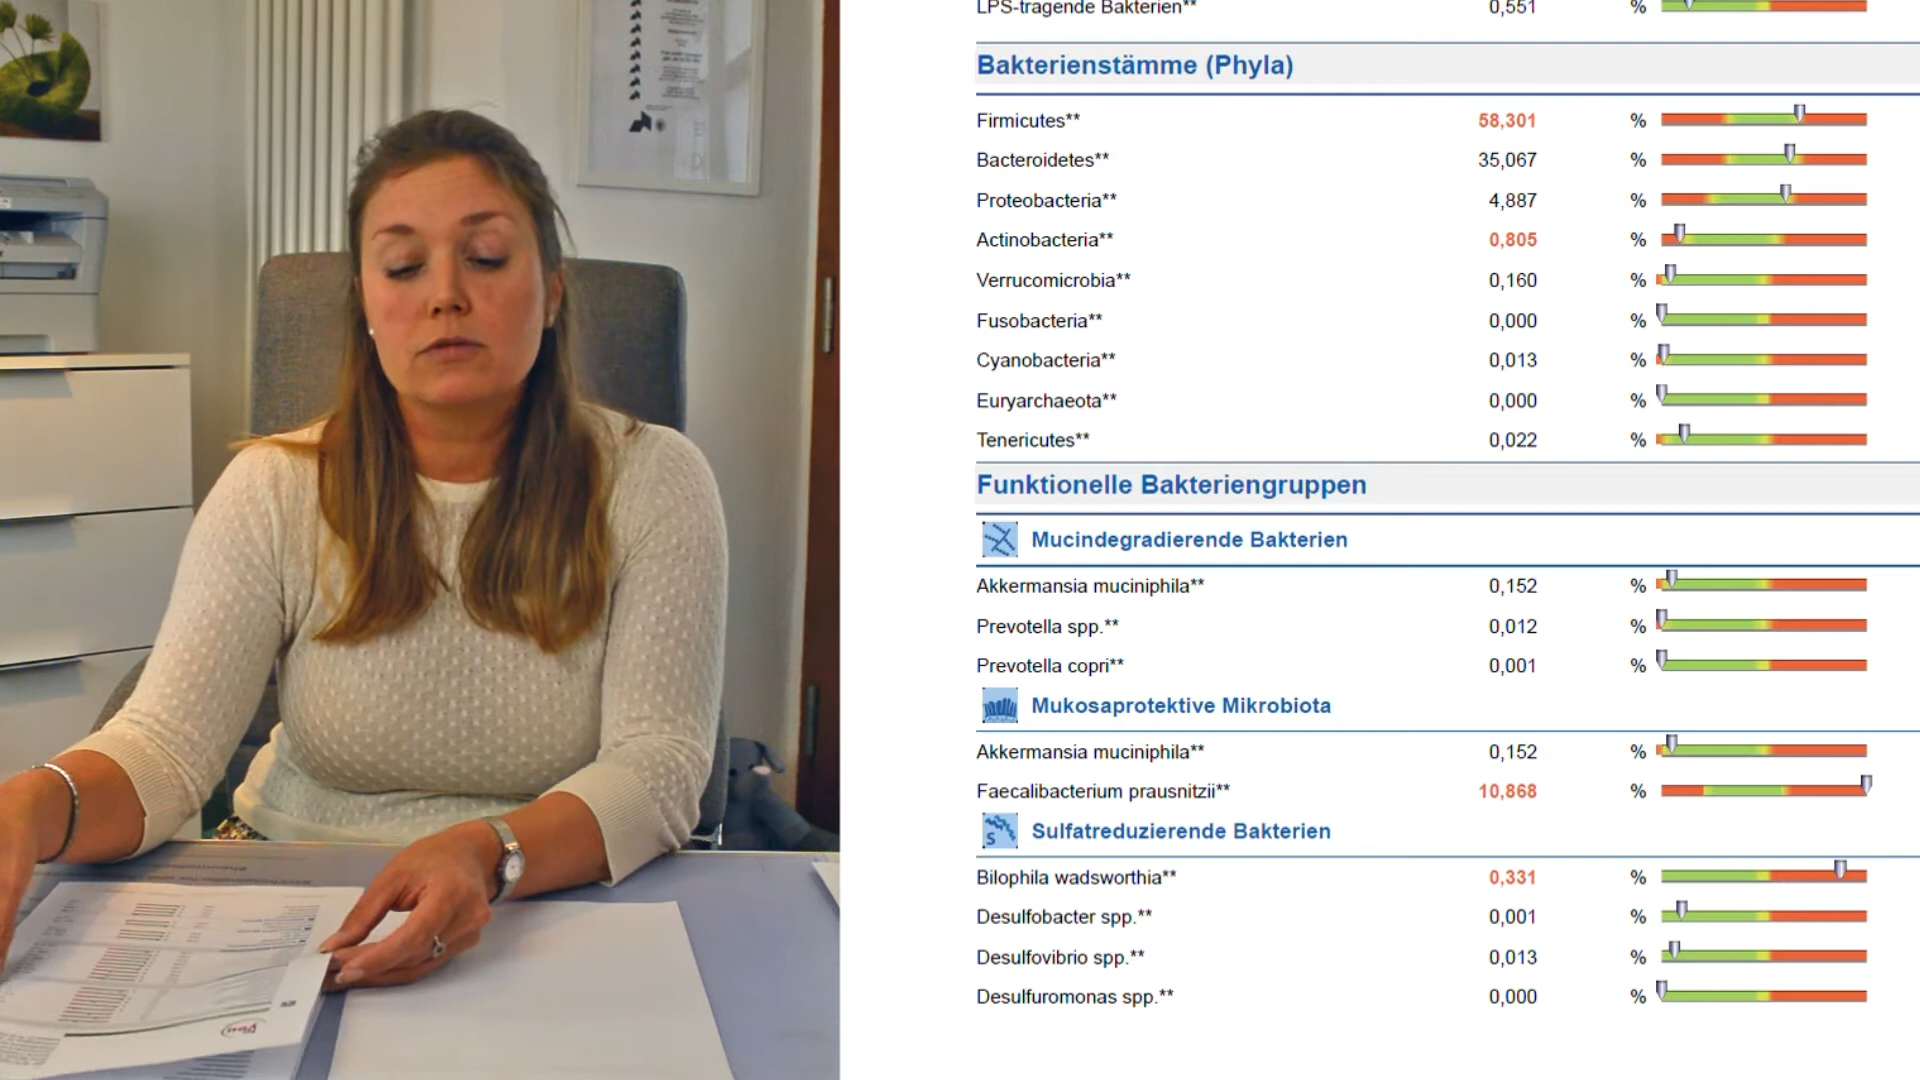 LPS-tragende Bakterien** 0,551 %
Bakterienstämme (Phyla)
Firmicutes** 58,301 %
Bacteroidetes** 35,067 %
Proteobacteria** 4,887 %
Actinobacteria** 0,805 %
Verrucomicrobia** 0,160 %
Fusobacteria** 0,000 %
Cyanobacteria** 0,013 %
Euryarchaeota** 0,000 %
Tenericutes** 0,022 %
Funktionelle Bakteriengruppen
Mucindegradierende Bakterien
Akkermansia muciniphila** 0,152 %
Prevotella spp.** 0,012 %
Prevotella copri** 0,001 %
Mukosaprotektive Mikrobiota
Akkermansia muciniphila** 0,152 %
Faecalibacterium prausnitzii** 10,868 %
S Sulfatreduzierende Bakterien
Bilophila wadsworthia** 0,331 %
Desulfobacter spp.** 0,001 %
Desulfovibrio spp.** 0,013 %
Desulfuromonas spp.** 0,000 %